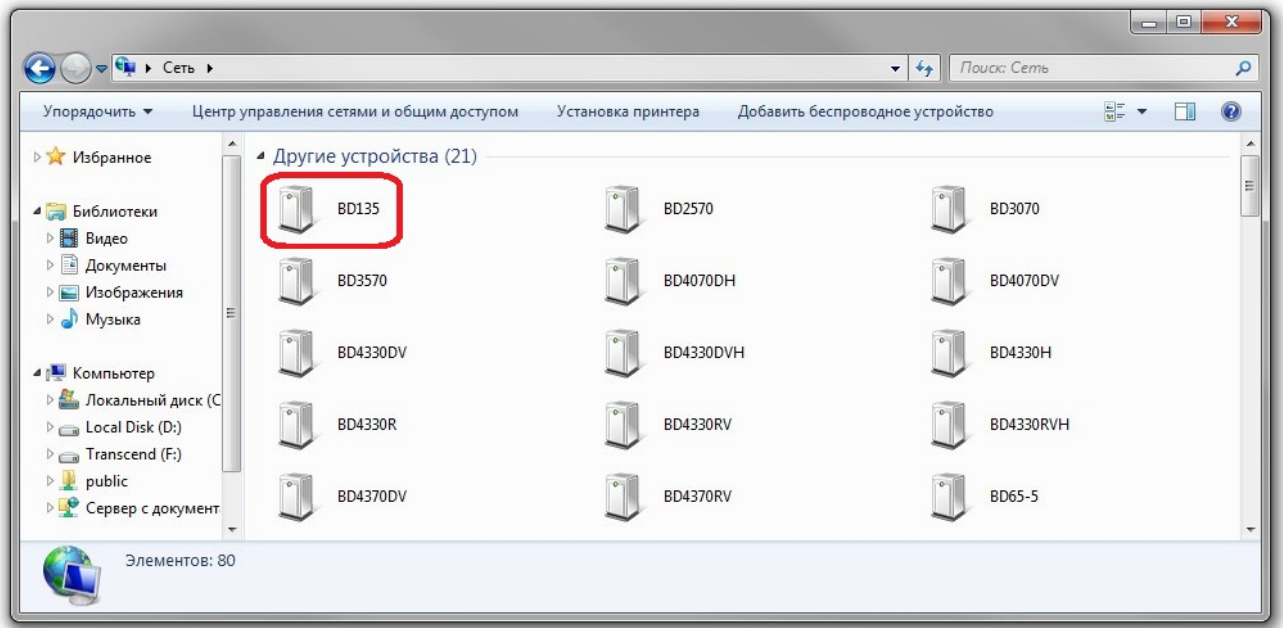 Сеть
Поиск: Сеть
Упорядочить Центр управления сетями и общим доступом Установка принтера Добавить беспроводное устройство
Избранное
Библиотеки
Видео
Документы
Изображения
Музыка
Компьютер
Локальный диск (C
Local Disk (D:)
Transcend (F:)
public
Сервер с документ
Другие устройства (21)
BD135 BD2570 BD3070
BD3570 BD4070DH BD4070DV
BD4330DV BD4330DVH BD4330H
BD4330R BD4330RV BD4330RVH
BD4370DV BD4370RV BD65-5
Элементов: 80